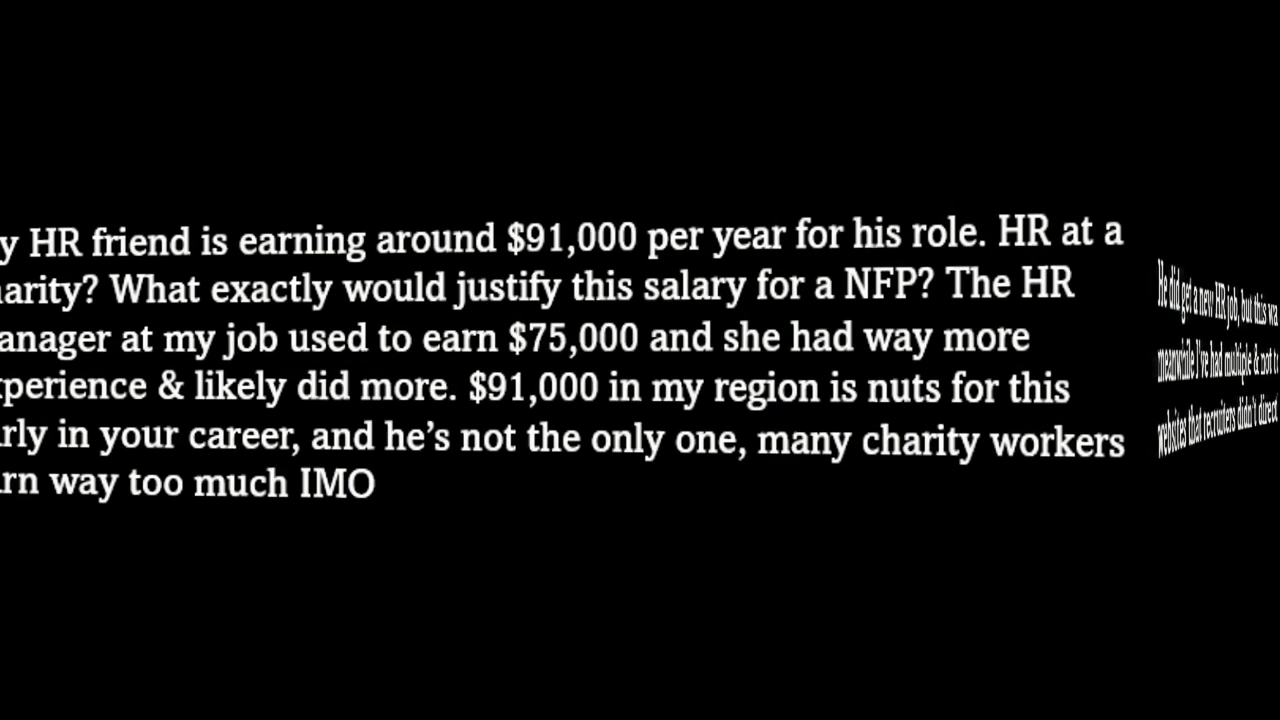 y HR friend is earning around $91,000 per year for his role. HR at a
arity? What exactly would justify this salary for a NFP? The HR
anager at my job used to earn $75,000 and she had way more
perience & likely did more. $91,000 in my region is nuts for this
rly in your career, and he’s not the only one, many charity workers
rn way too much IMO
He did get a new HR job, but this wa
meanwhile I've had multiple & not t
websites that recruiters didn't direct